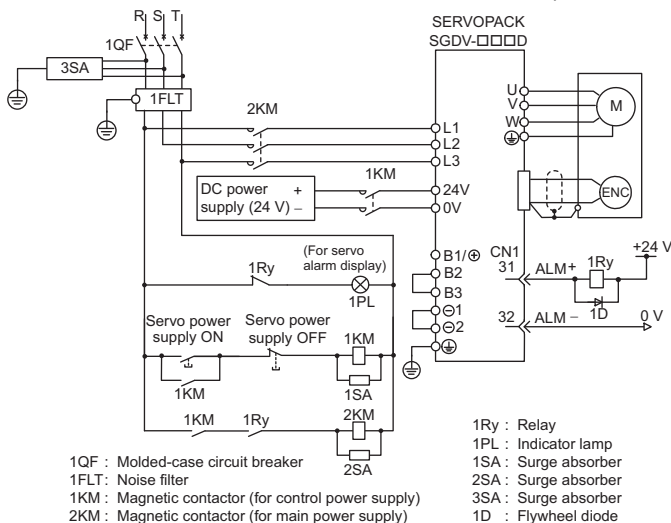 SERVOPACK
SGDV-□□□D
R S T
1QF
3SA
1FLT
2KM
U
V
W
M
L1
L2
L3
1KM
DC power
supply (24 V)
+
−
24V
0V
ENC
(For servo
alarm display)
B1/⊕
CN1
+24 V
1Ry
31
ALM+
1Ry
B2
1PL
B3
1D
Servo power
supply ON
Servo power
supply OFF
⊖1
32
ALM −
0 V
⊖2
1KM
1KM
1SA
1KM
1Ry
2KM
2SA
1QF : Molded-case circuit breaker
1FLT: Noise filter
1KM : Magnetic contactor (for control power supply)
2KM : Magnetic contactor (for main power supply)
1Ry : Relay
1PL : Indicator lamp
1SA : Surge absorber
2SA : Surge absorber
3SA : Surge absorber
1D : Flywheel diode